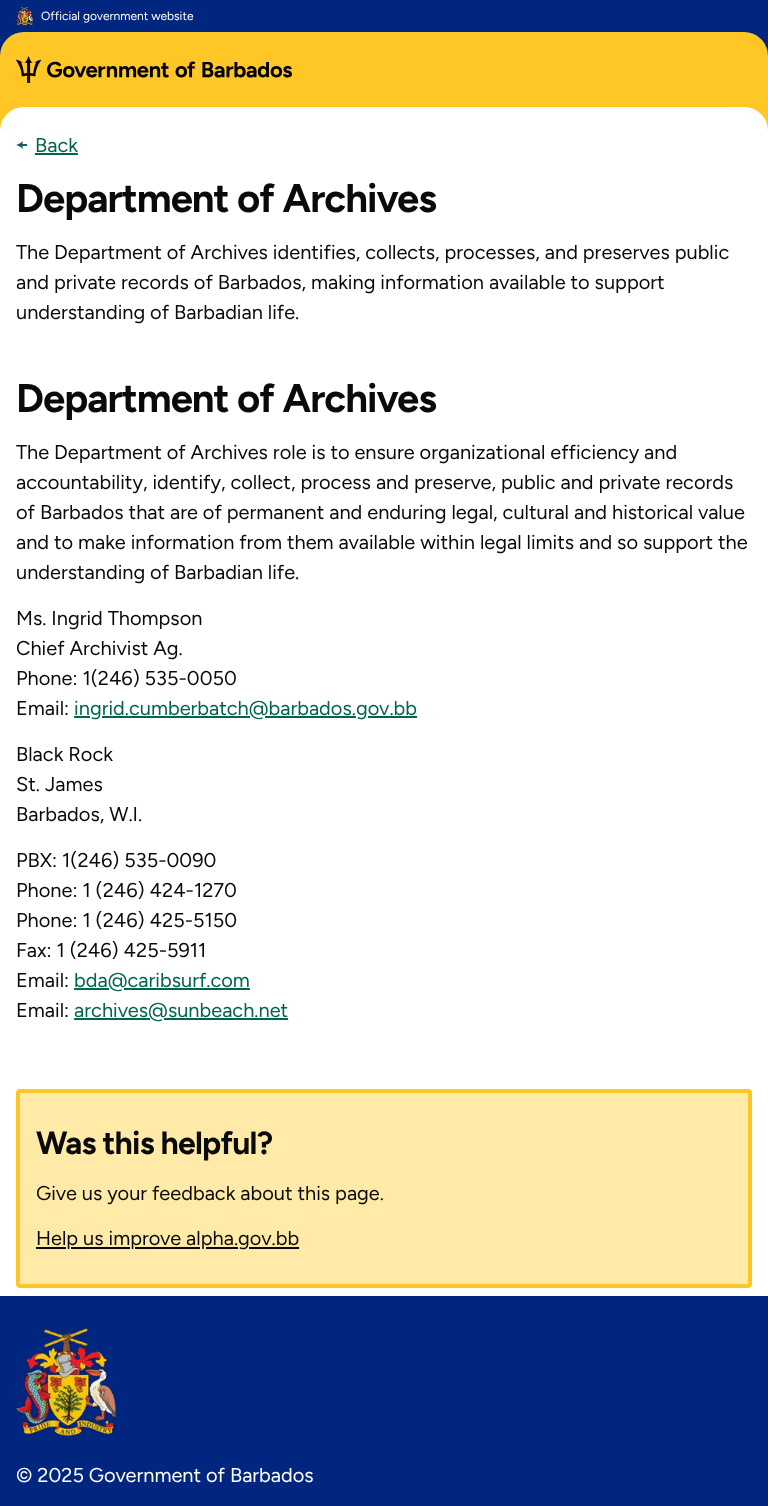 Official government website
Government of Barbados
Back
Department of Archives
The Department of Archives identifies, collects, processes, and preserves public
and private records of Barbados, making information available to support
understanding of Barbadian life.
Department of Archives
The Department of Archives role is to ensure organizational efficiency and
accountability, identify, collect, process and preserve, public and private records
of Barbados that are of permanent and enduring legal, cultural and historical value
and to make information from them available within legal limits and so support the
understanding of Barbadian life.
Ms. Ingrid Thompson
Chief Archivist Ag.
Phone: 1(246) 535-0050
Email: ingrid.cumberbatch@barbados.gov.bb
Black Rock
St. James
Barbados, W.I.
PBX: 1(246) 535-0090
Phone: 1 (246) 424-1270
Phone: 1 (246) 425-5150
Fax: 1 (246) 425-5911
Email: bda@caribsurf.com
Email: archives@sunbeach.net
Was this helpful?
Give us your feedback about this page.
Help us improve alpha.gov.bb
PRIDE AND INDUSTRY
© 2025 Government of Barbados